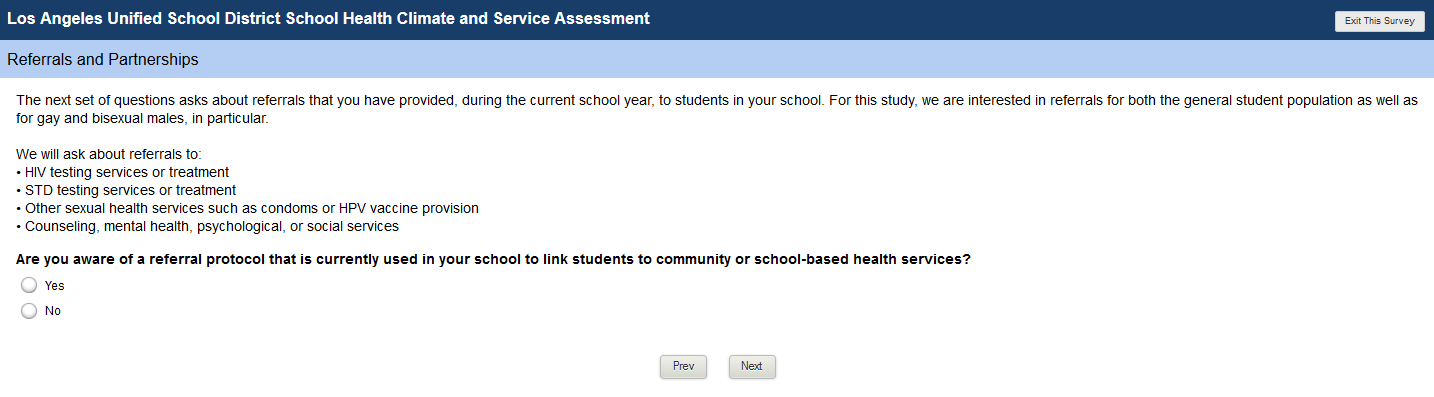 Los Angeles Unified School District School Health Climate and Service Assessment
Exit This Survey
Referrals and Partnerships
The next set of questions asks about referrals that you have provided, during the current school year, to students in your school. For this study, we are interested in referrals for both the general student population as well as
for gay and bisexual males, in particular.
We will ask about referrals to:
• HIV testing services or treatment
• STD testing services or treatment
• Other sexual health services such as condoms or HPV vaccine provision
• Counseling, mental health, psychological, or social services
Are you aware of a referral protocol that is currently used in your school to link students to community or school-based health services?
Yes
No
Prev Next